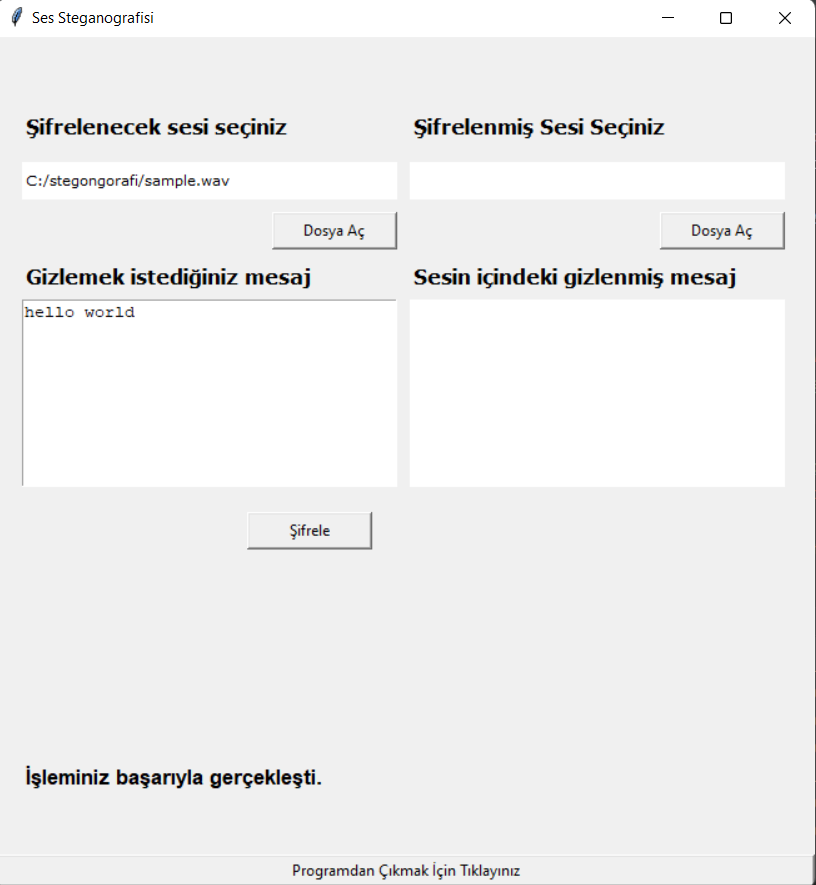 Ses Steganografisi
Şifrelenecek sesi seçiniz
C:/stegongorafi/sample.wav
Dosya Aç
Gizlemek istediğiniz mesaj
hello world
Şifrele
Şifrelenmiş Sesi Seçiniz
Dosya Aç
Sesin içindeki gizlenmiş mesaj
İşleminiz başarıyla gerçekleşti.
Programdan Çıkmak İçin Tıklayınız